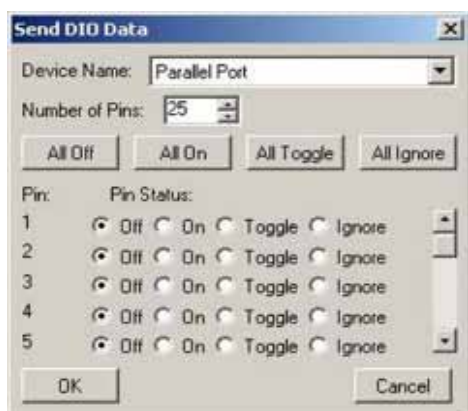 Send DIO Data
Device Name: Parallel Port
Number of Pins: 25
All Off All On All Toggle All Ignore
Pin: Pin Status:
1 Off On Toggle Ignore
2 Off On Toggle Ignore
3 Off On Toggle Ignore
4 Off On Toggle Ignore
5 Off On Toggle Ignore
OK Cancel